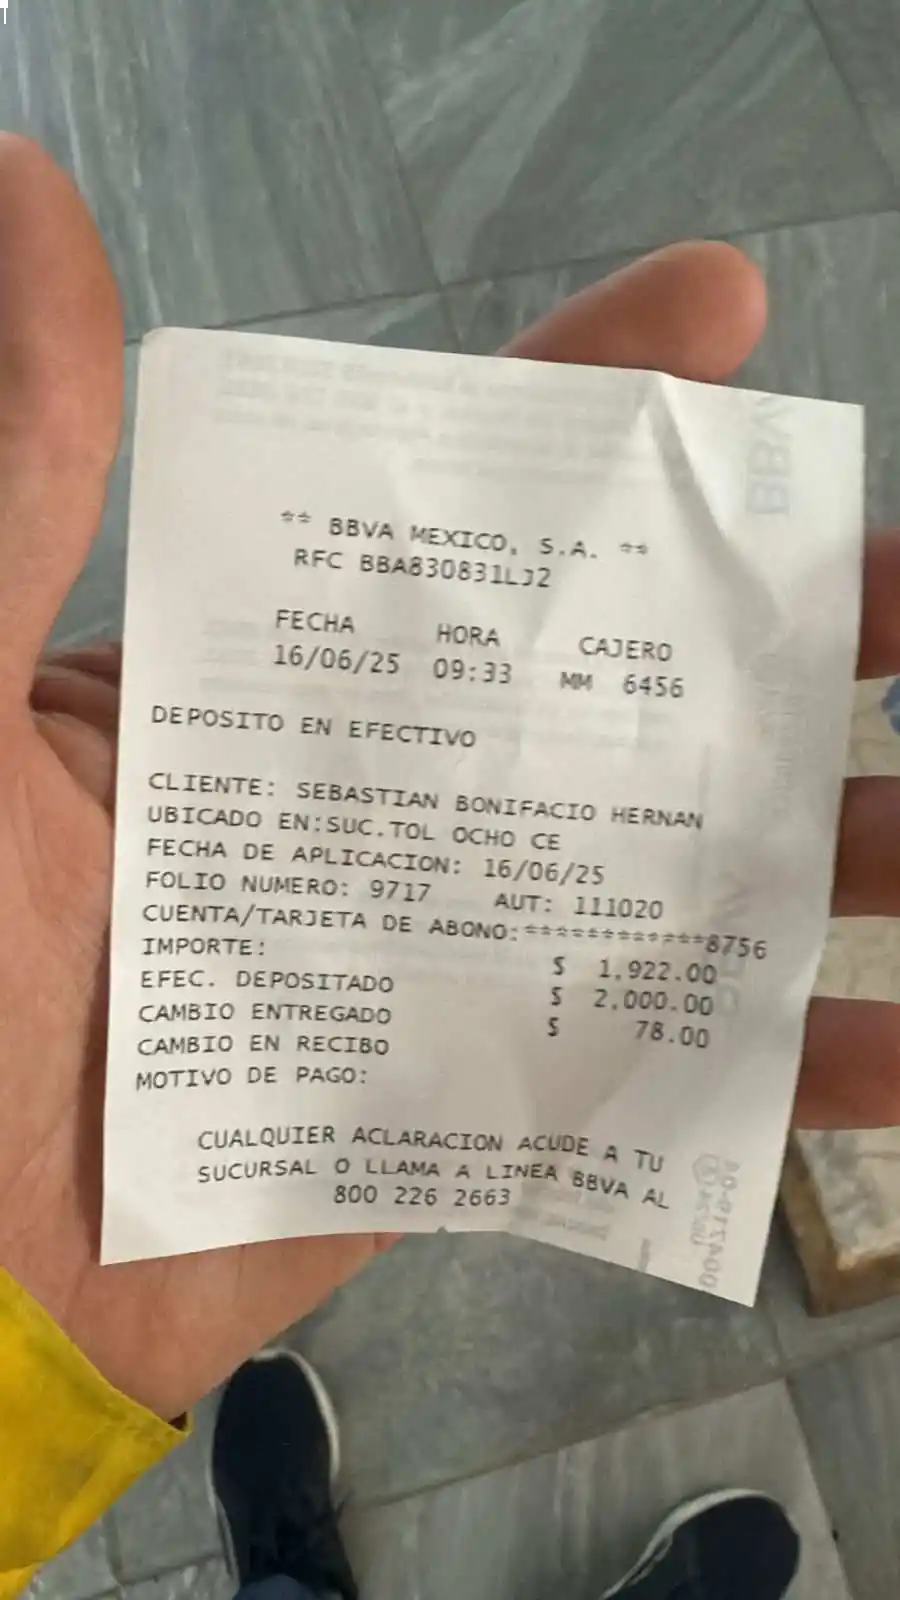 ** BBVA MEXICO, S.A. **
RFC BBA830831LJ2
FECHA HORA CAJERO
16/06/25 09:33 MM 6456
DEPOSITO EN EFECTIVO
CLIENTE: SEBASTIAN BONIFACIO HERNAN
UBICADO EN:SUC.TOL OCHO CE
FECHA DE APLICACION: 16/06/25
FOLIO NUMERO: 9717 AUT: 111020
CUENTA/TARJETA DE ABONO:************8756
IMPORTE: $ 1,922.00
EFEC. DEPOSITADO $ 2,000.00
CAMBIO ENTREGADO $ 78.00
CAMBIO EN RECIBO
MOTIVO DE PAGO:
CUALQUIER ACLARACION ACUDE A TU
SUCURSAL O LLAMA A LINEA BBVA AL
800 226 2663